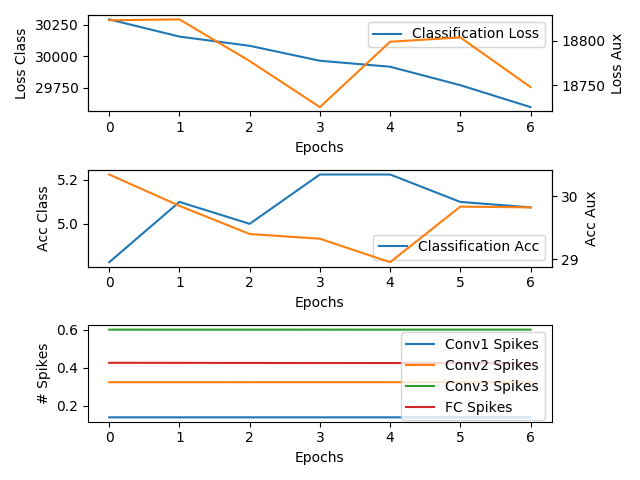 30250
30000
29750
Loss Class
Classification Loss
18800
18750
Loss Aux
0 1 2 3 4 5 6
Epochs
5.2
5.0
Acc Class
Classification Acc
30
29
Acc Aux
0 1 2 3 4 5 6
Epochs
0.6
0.4
0.2
# Spikes
Conv1 Spikes
Conv2 Spikes
Conv3 Spikes
FC Spikes
0 1 2 3 4 5 6
Epochs